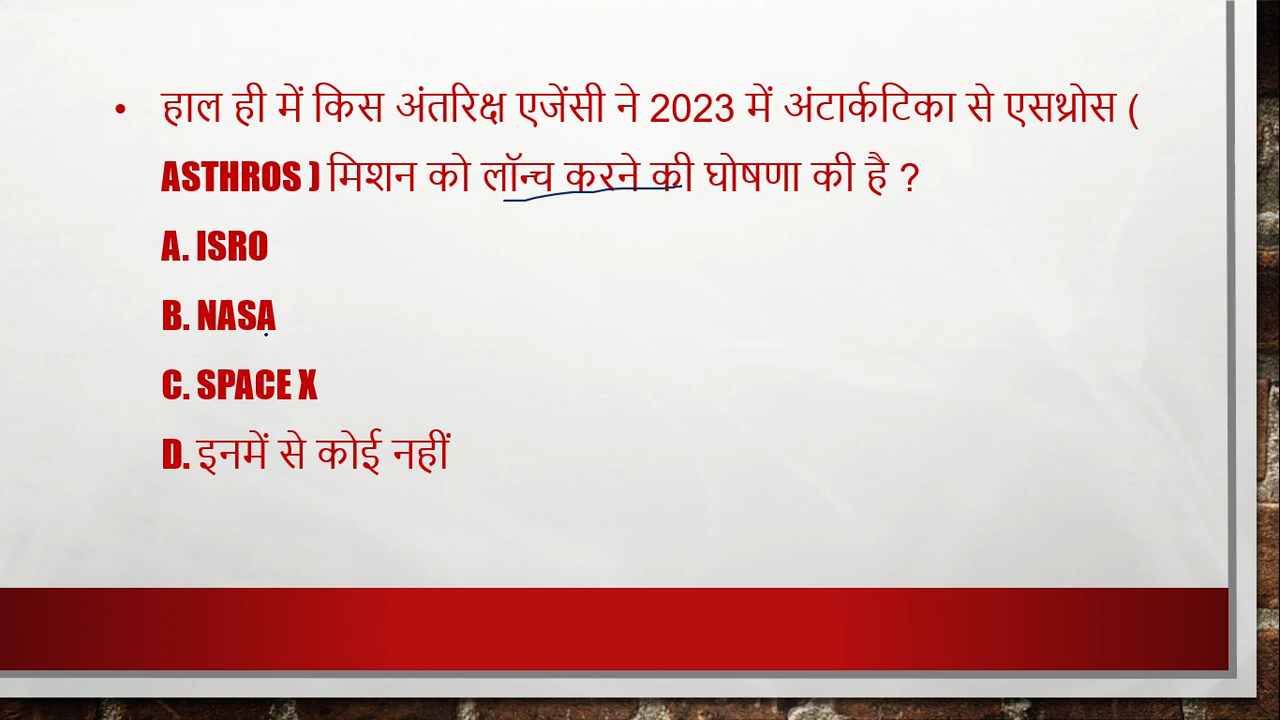 • हाल ही में किस अंतरिक्ष एजेंसी ने 2023 में अंटार्कटिका से एसथ्रोस (
ASTHROS ) मिशन को लॉन्च करने की घोषणा की है ?
A. ISRO
B. NASA
C. SPACE X
D. इनमें से कोई नहीं